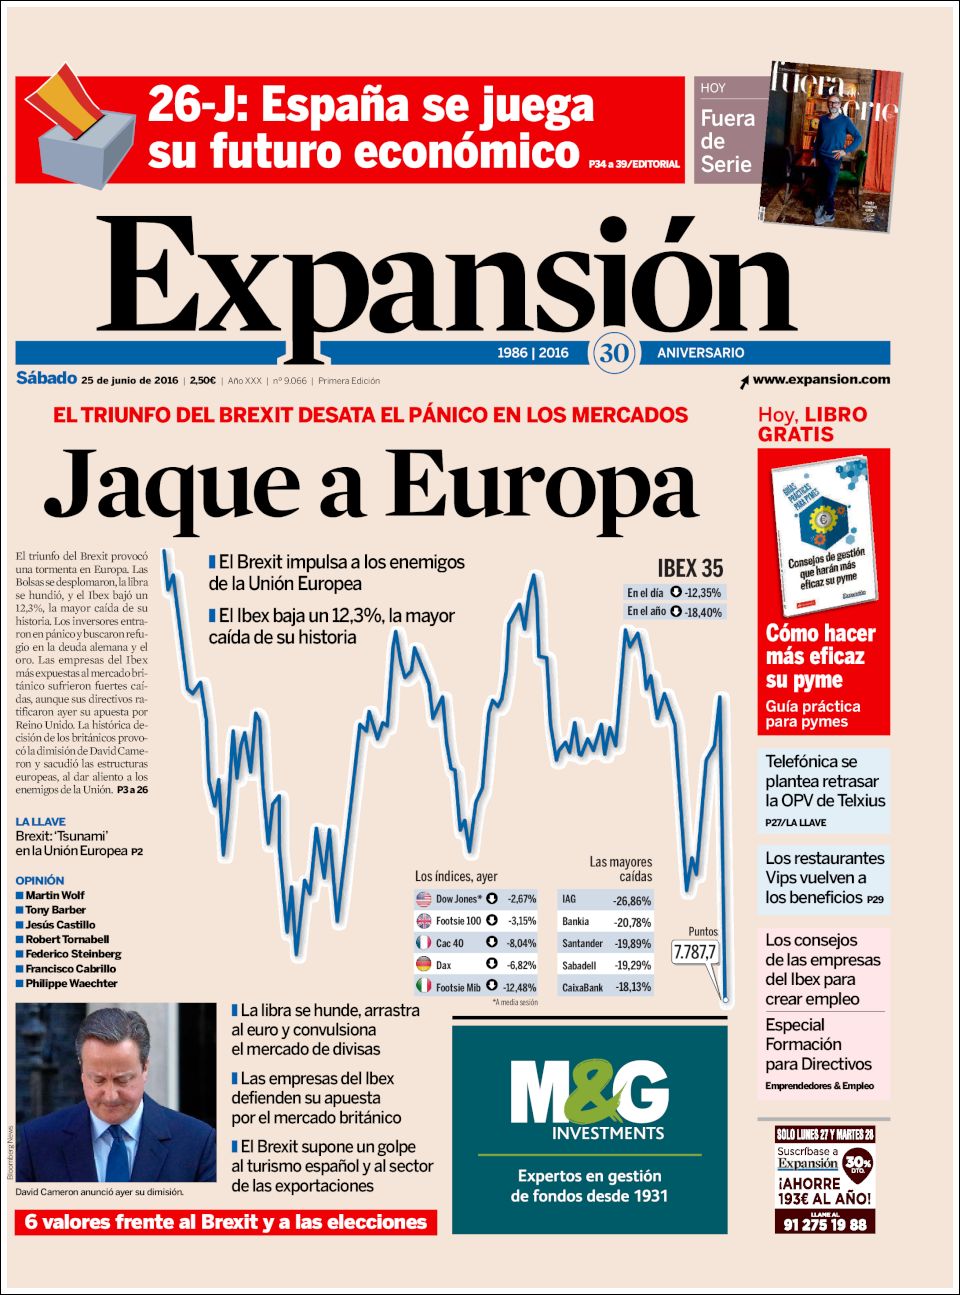 26-J: España se juega
su futuro económico P34 a 39/EDITORIAL
HOY
Fuera
de
Serie
fuera de
serie
Expansión
1986 | 2016 30 ANIVERSARIO
Sábado 25 de junio de 2016 | 2,50€ | Año XXX | nº 9.066 | Primera Edición
www.expansion.com
EL TRIUNFO DEL BREXIT DESATA EL PÁNICO EN LOS MERCADOS
Jaque a Europa
El triunfo del Brexit provocó
una tormenta en Europa. Las
Bolsas se desplomaron, la libra
se hundió, y el Ibex bajó un
12,3%, la mayor caída de su
historia. Los inversores entra-
ron en pánico y buscaron refu-
gio en la deuda alemana y el
oro. Las empresas del Ibex
más expuestas al mercado bri-
tánico sufrieron fuertes caí-
das, aunque sus directivos ra-
tificaron ayer su apuesta por
Reino Unido. La histórica de-
cisión de los británicos provo-
có la dimisión de David Came-
ron y sacudió las estructuras
europeas, al dar aliento a los
enemigos de la Unión. P3 a 26
LA LLAVE
Brexit: 'Tsunami'
en la Unión Europea P2
OPINIÓN
Martin Wolf
Tony Barber
Jesús Castillo
Robert Tornabell
Federico Steinberg
Francisco Cabrillo
Philippe Waechter
El Brexit impulsa a los enemigos
de la Unión Europea
El Ibex baja un 12,3%, la mayor
caída de su historia
IBEX 35
En el día -12,35%
En el año -18,40%
Los índices, ayer
Dow Jones* -2,67%
Footsie 100 -3,15%
Cac 40 -8,04%
Dax -6,82%
Footsie Mib -12,48%
*A media sesión
Las mayores
caídas
IAG -26,86%
Bankia -20,78%
Santander -19,89%
Sabadell -19,29%
CaixaBank -18,13%
Puntos
7.787,7
Bloomberg News
David Cameron anunció ayer su dimisión.
La libra se hunde, arrastra
al euro y convulsiona
el mercado de divisas
Las empresas del Ibex
defienden su apuesta
por el mercado británico
El Brexit supone un golpe
al turismo español y al sector
de las exportaciones
6 valores frente al Brexit y a las elecciones
M&G
INVESTMENTS
Expertos en gestión
de fondos desde 1931
Hoy, LIBRO
GRATIS
GUÍAS
PRÁCTICAS
PARA PYMES
Consejos de gestión
que harán más
eficaz su pyme
Expansión
Cómo hacer
más eficaz
su pyme
Guía práctica
para pymes
Telefónica se
plantea retrasar
la OPV de Telxius
P27/LA LLAVE
Los restaurantes
Vips vuelven a
los beneficios P29
Los consejos
de las empresas
del Ibex para
crear empleo
Especial
Formación
para Directivos
Emprendedores & Empleo
SOLO LUNES 27 Y MARTES 28
Suscríbase a
Expansión
30%
DTO.
¡AHORRE
193€ AL AÑO!
LLAME AL
91 275 19 88